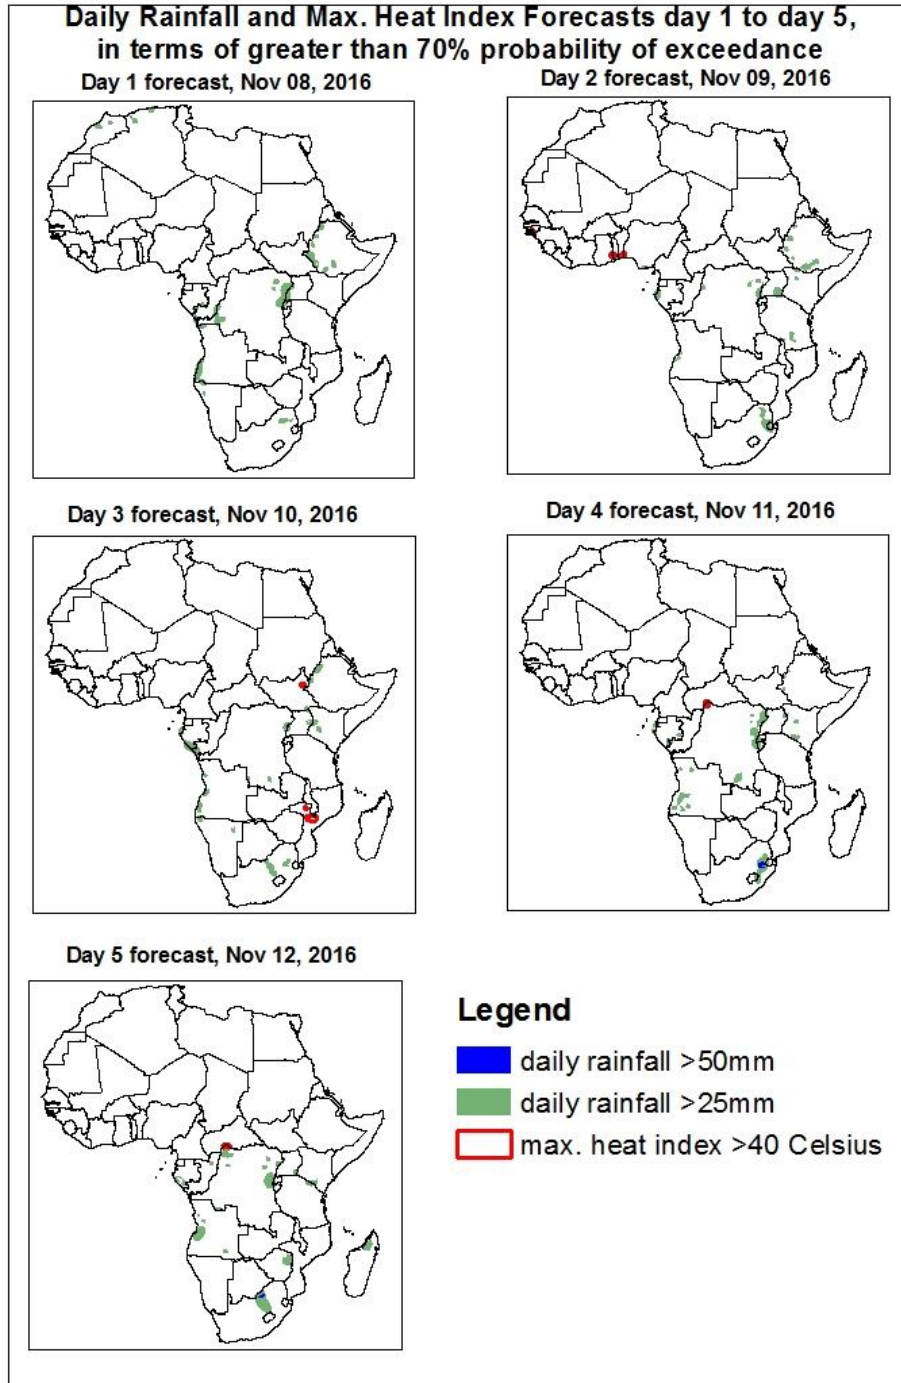 Daily Rainfall and Max. Heat Index Forecasts day 1 to day 5,
in terms of greater than 70% probability of exceedance
Day 1 forecast, Nov 08, 2016
Day 2 forecast, Nov 09, 2016
Day 3 forecast, Nov 10, 2016
Day 4 forecast, Nov 11, 2016
Day 5 forecast, Nov 12, 2016
Legend
daily rainfall >50mm
daily rainfall >25mm
max. heat index >40 Celsius